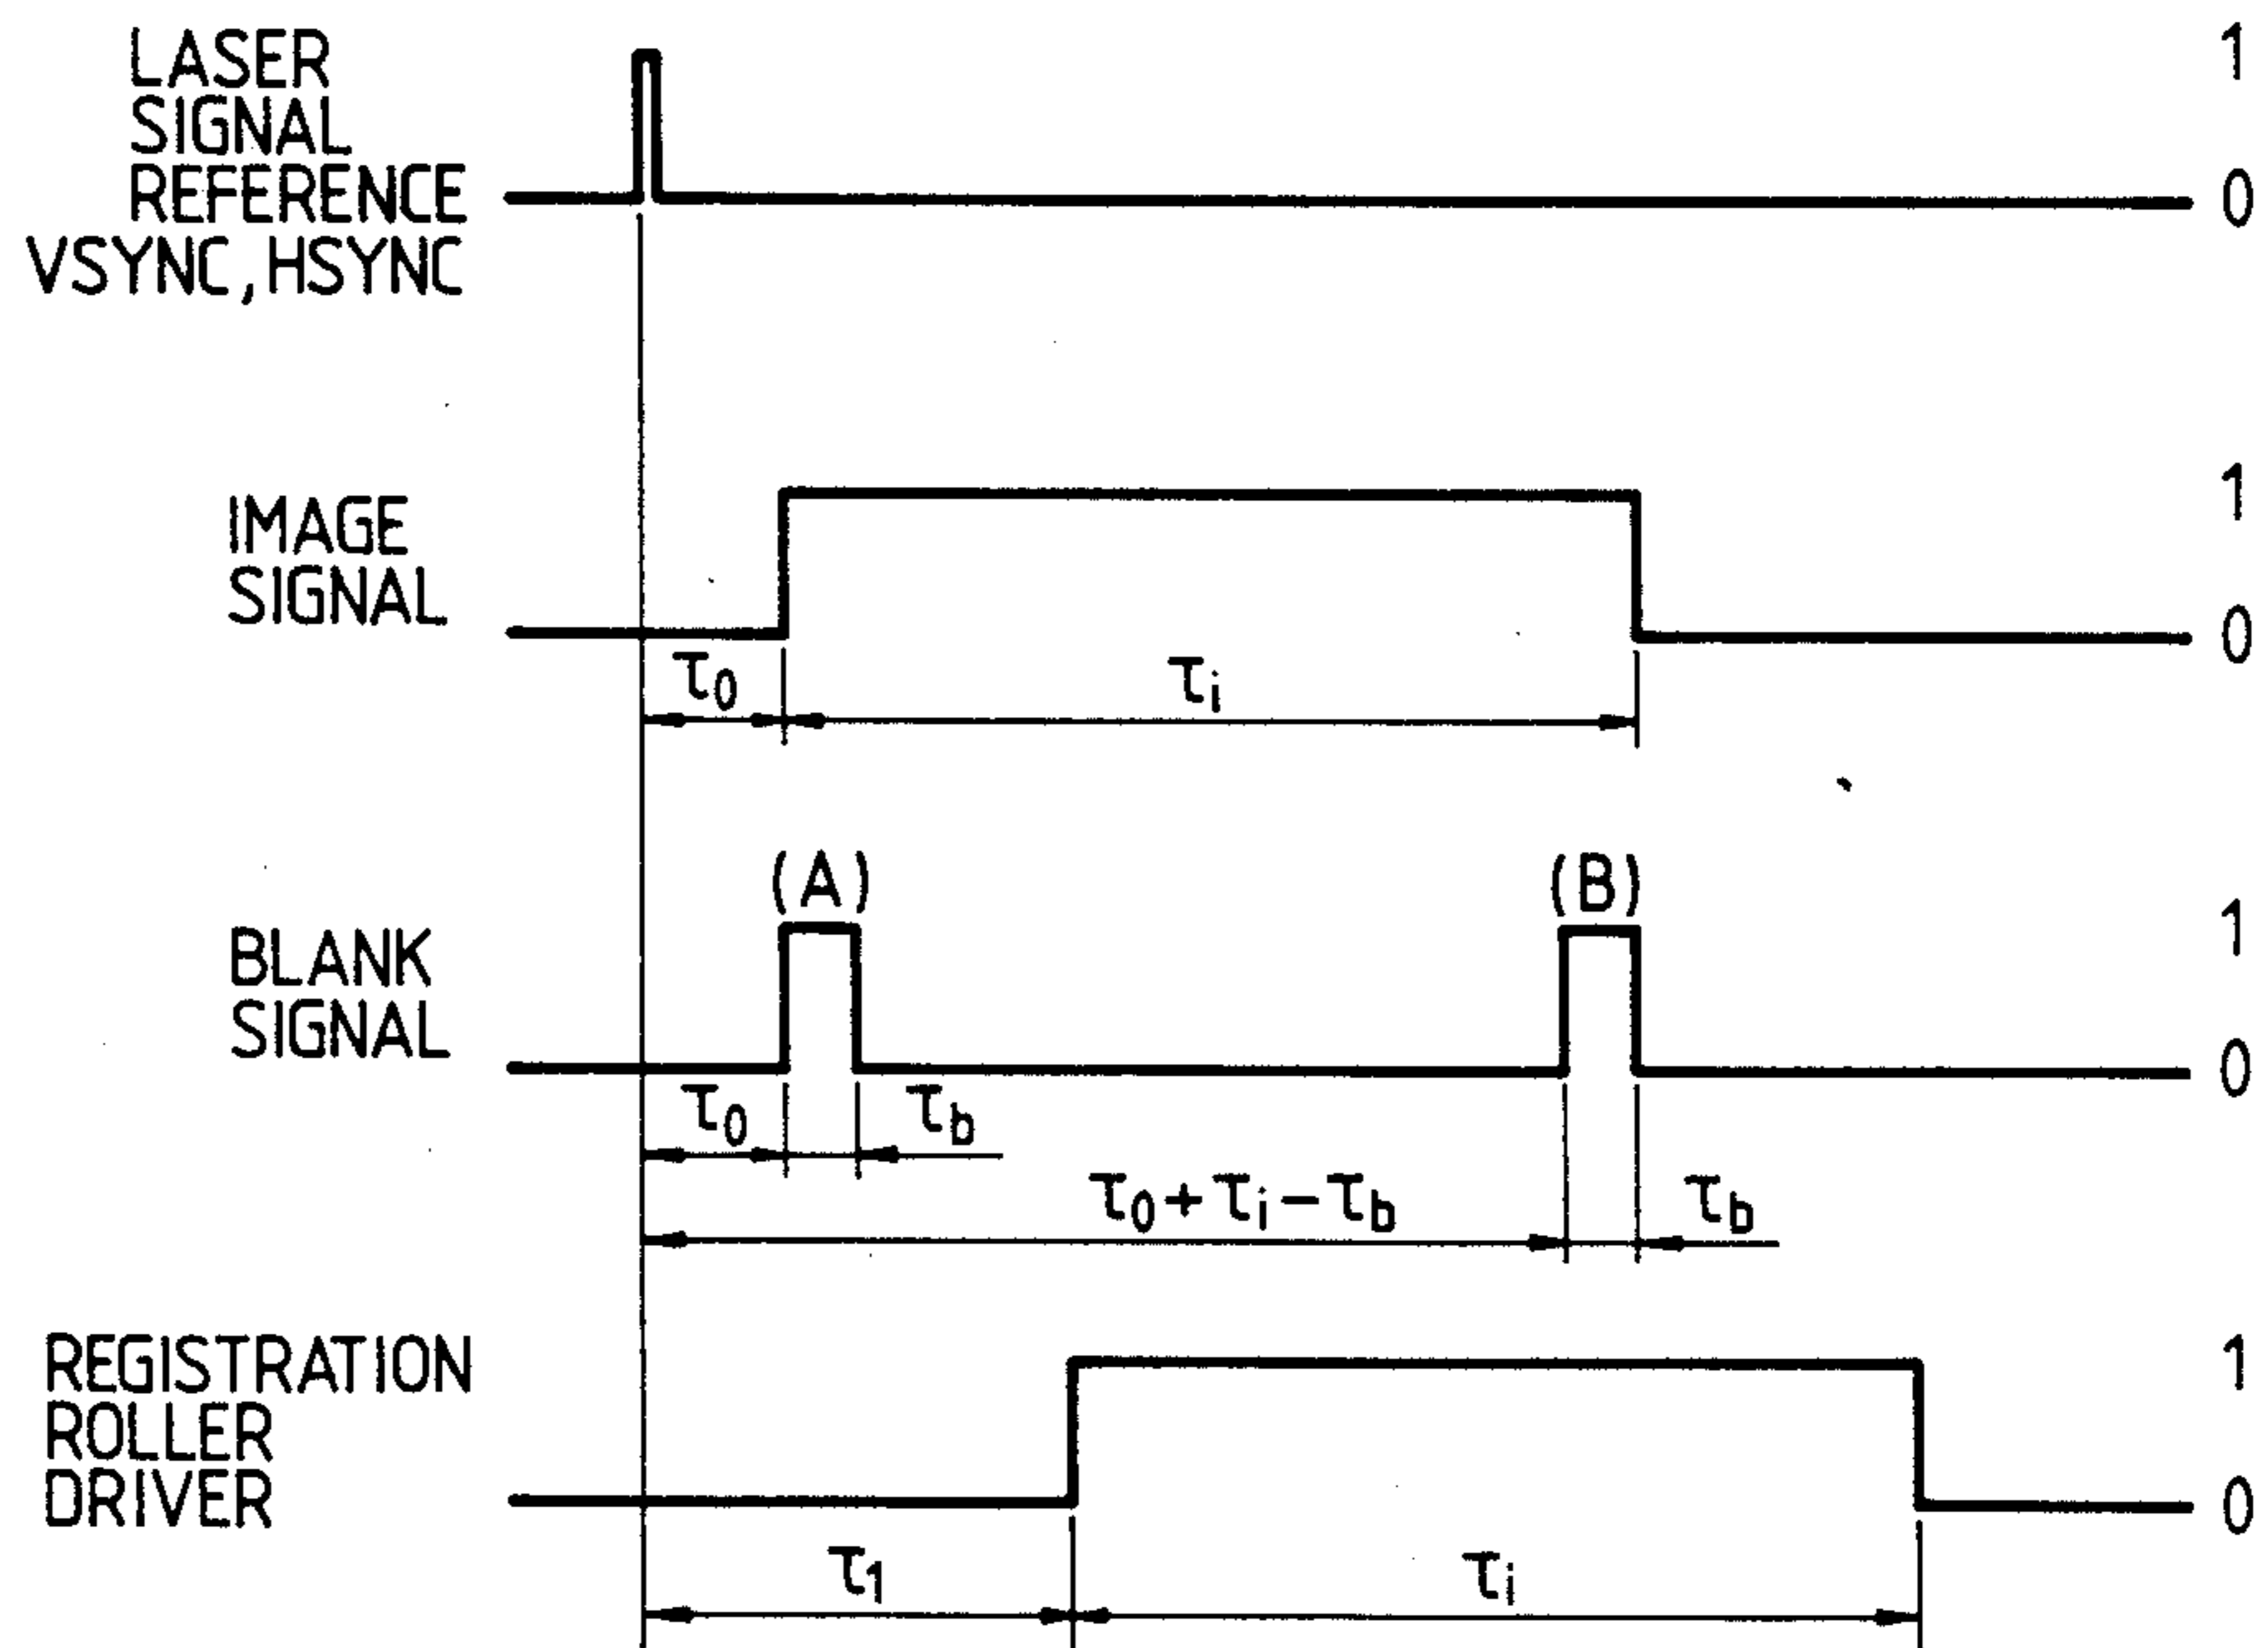 LASER
SIGNAL
REFERENCE
VSYNC, HSYNC
1
0
IMAGE
SIGNAL
1
0
τ0
τi
(A)
(B)
BLANK
SIGNAL
1
0
τ0
τb
τ0+τi−τb
τb
REGISTRATION
ROLLER
DRIVER
1
0
τ1
τi